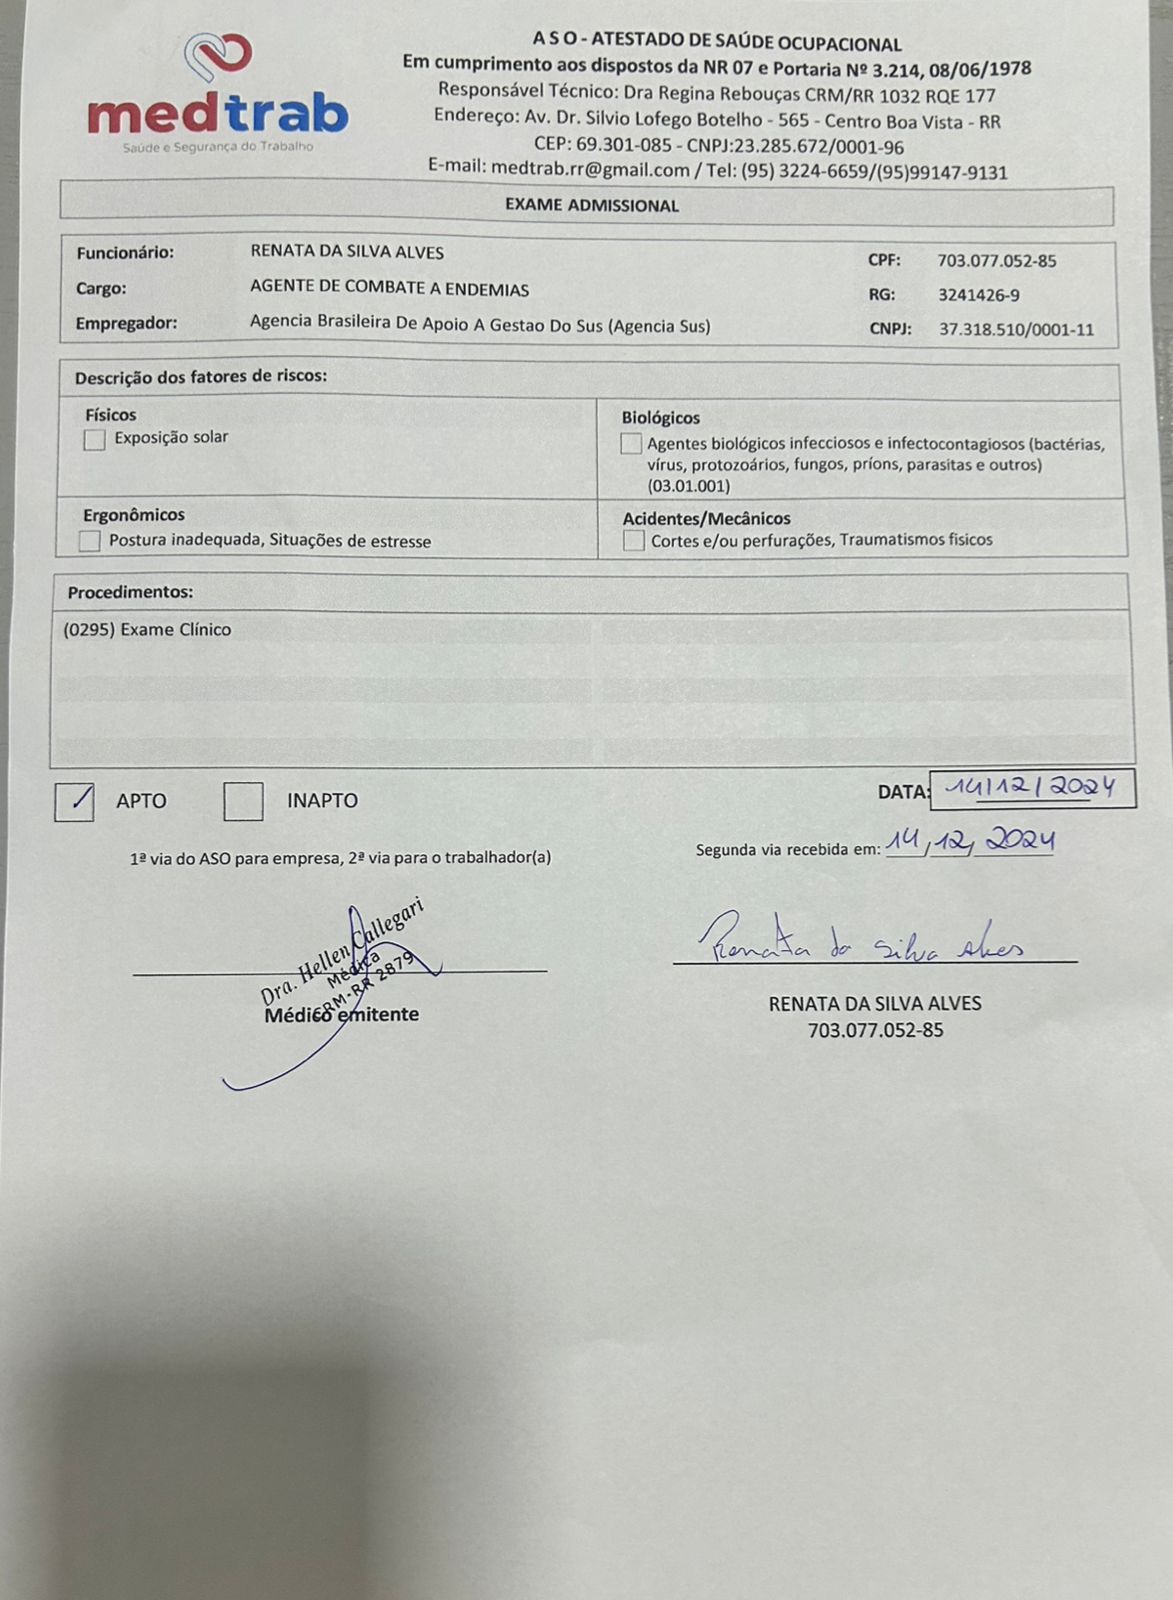 medtrab
Saúde e Segurança do Trabalho
A S O - ATESTADO DE SAÚDE OCUPACIONAL
Em cumprimento aos dispostos da NR 07 e Portaria Nº 3.214, 08/06/1978
Responsável Técnico: Dra Regina Rebouças CRM/RR 1032 RQE 177
Endereço: Av. Dr. Silvio Lofego Botelho - 565 - Centro Boa Vista - RR
CEP: 69.301-085 - CNPJ:23.285.672/0001-96
E-mail: medtrab.rr@gmail.com / Tel: (95) 3224-6659/(95)99147-9131
EXAME ADMISSIONAL
Funcionário: RENATA DA SILVA ALVES CPF: 703.077.052-85
Cargo: AGENTE DE COMBATE A ENDEMIAS RG: 3241426-9
Empregador: Agencia Brasileira De Apoio A Gestao Do Sus (Agencia Sus) CNPJ: 37.318.510/0001-11
Descrição dos fatores de riscos:
Físicos
Exposição solar
Biológicos
Agentes biológicos infecciosos e infectocontagiosos (bactérias,
vírus, protozoários, fungos, príons, parasitas e outros)
(03.01.001)
Ergonômicos
Postura inadequada, Situações de estresse
Acidentes/Mecânicos
Cortes e/ou perfurações, Traumatismos fisicos
Procedimentos:
(0295) Exame Clínico
APTO INAPTO DATA: 14/12/2024
1ª via do ASO para empresa, 2ª via para o trabalhador(a)
Segunda via recebida em: 14/12/2024
Dra. Hellen Callegari
Médica
CRM-RR 2879
Médico emitente
Renata da Silva Alves
RENATA DA SILVA ALVES
703.077.052-85